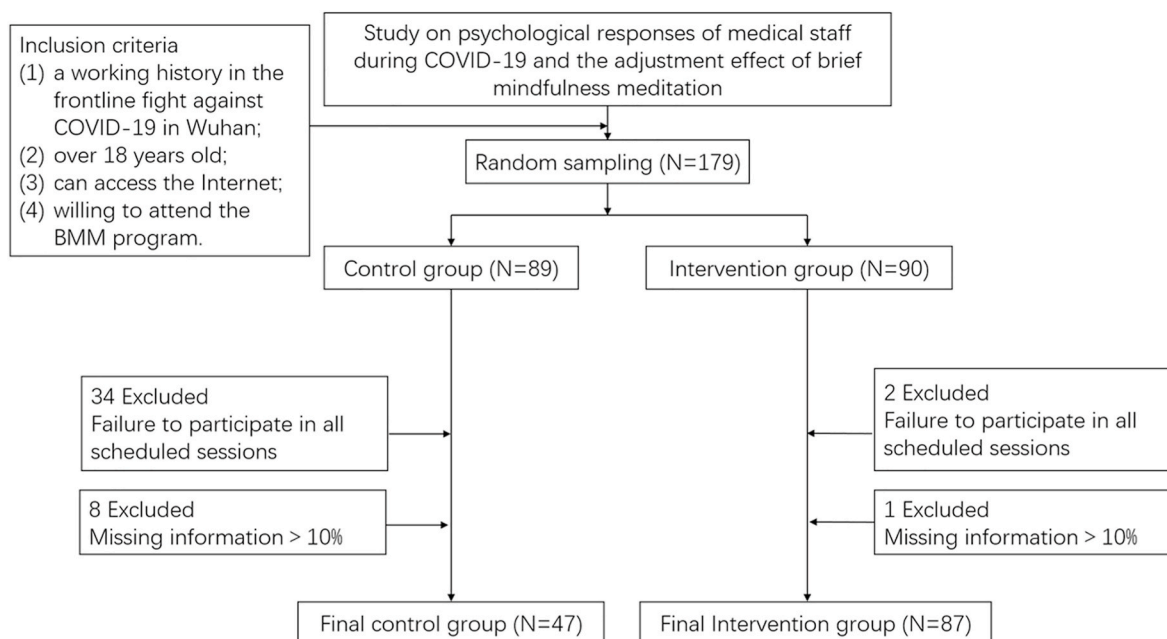 Inclusion criteria
(1) a working history in the
frontline fight against
COVID-19 in Wuhan;
(2) over 18 years old;
(3) can access the Internet;
(4) willing to attend the
BMM program.
Study on psychological responses of medical staff
during COVID-19 and the adjustment effect of brief
mindfulness meditation
Random sampling (N=179)
Control group (N=89)
Intervention group (N=90)
34 Excluded
Failure to participate in all
scheduled sessions
2 Excluded
Failure to participate in all
scheduled sessions
8 Excluded
Missing information > 10%
1 Excluded
Missing information > 10%
Final control group (N=47)
Final Intervention group (N=87)